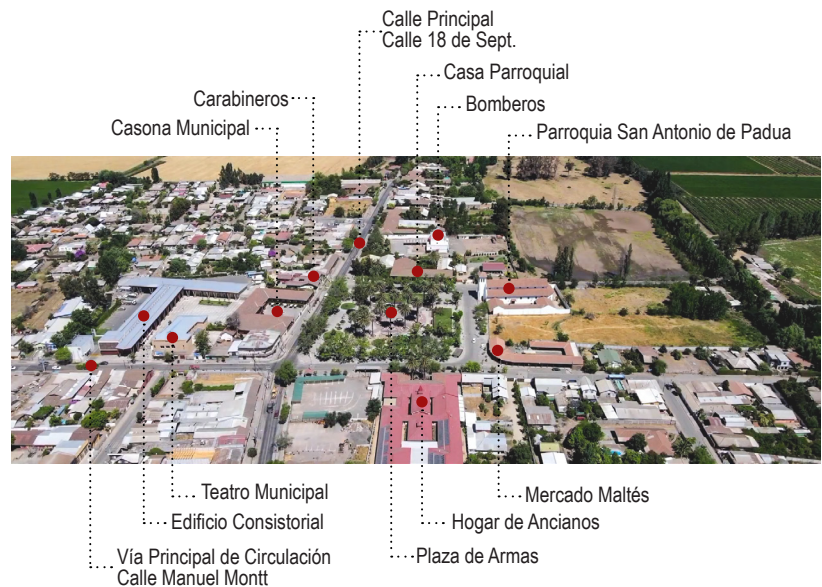 Calle Principal
Calle 18 de Sept.
Casa Parroquial
Carabineros
Bomberos
Casona Municipal
Parroquia San Antonio de Padua
Teatro Municipal
Mercado Maltés
Edificio Consistorial
Hogar de Ancianos
Vía Principal de Circulación
Calle Manuel Montt
Plaza de Armas